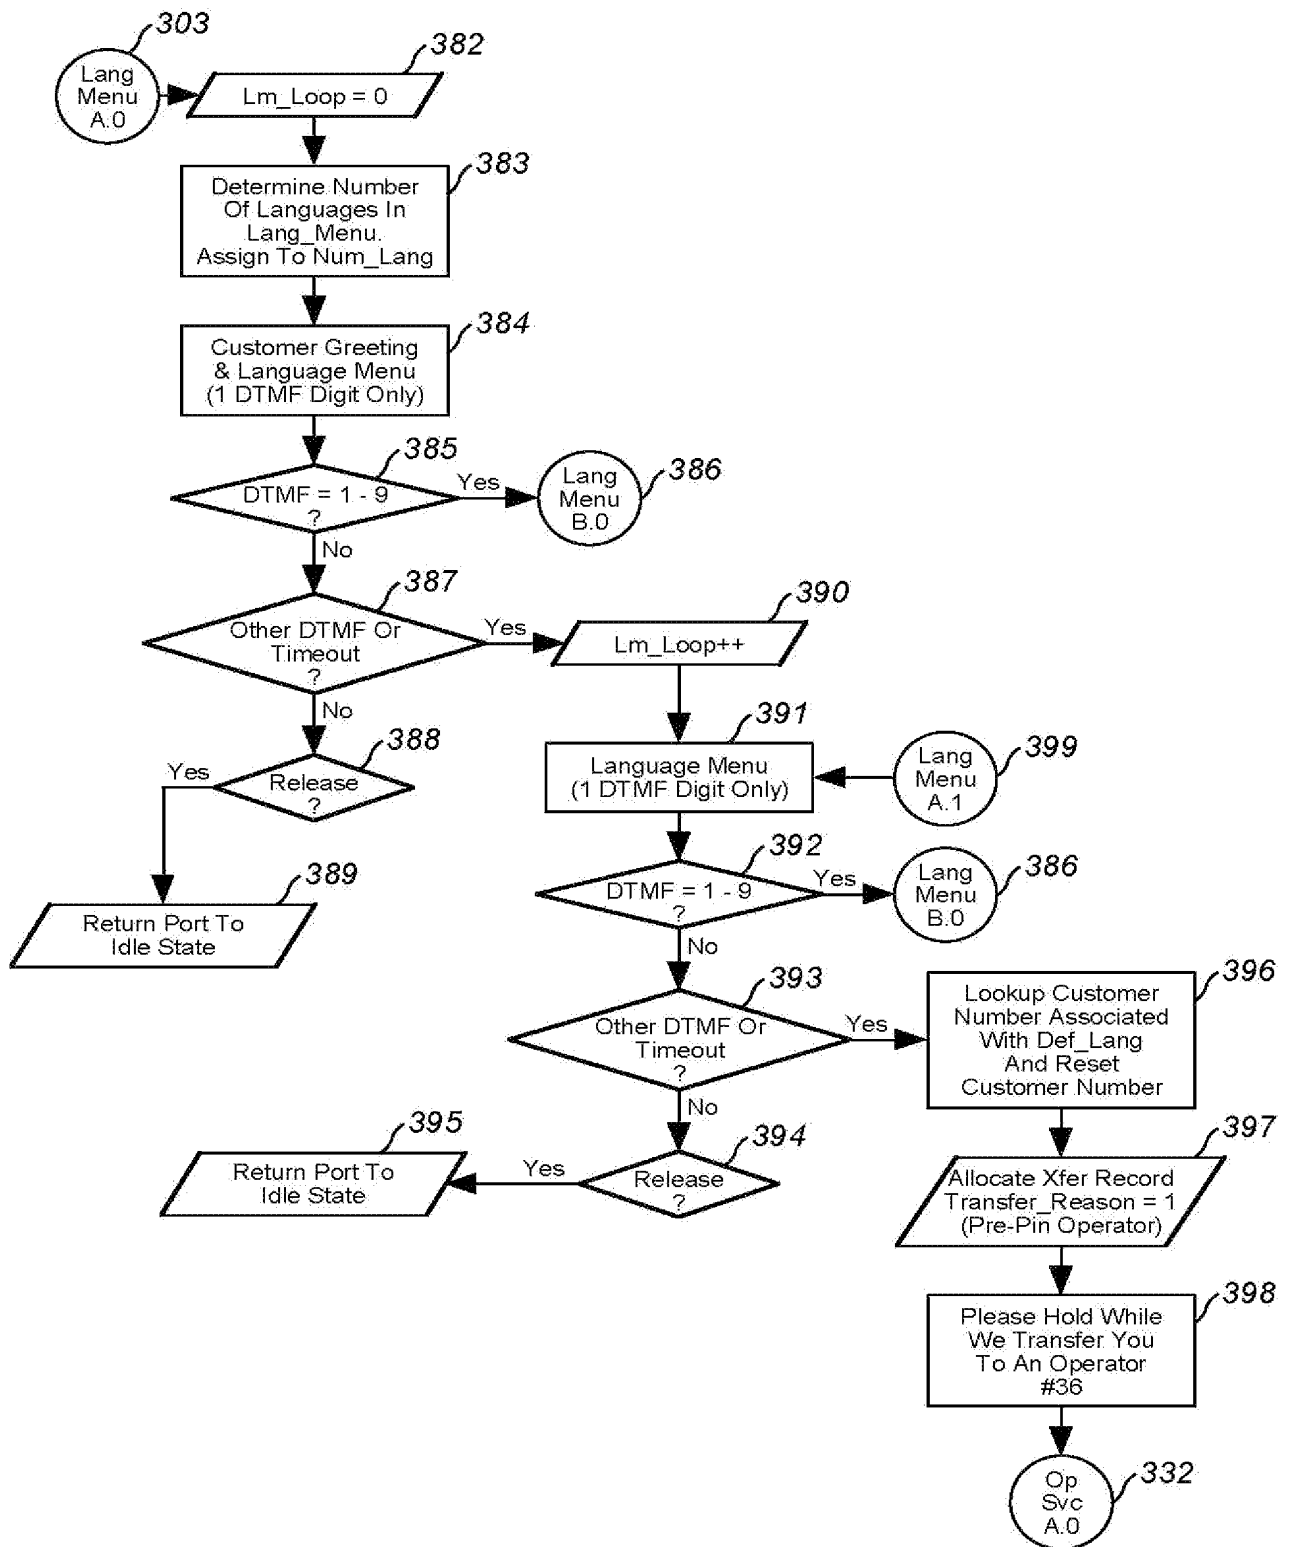 303
Lang
Menu
A.0
382
Lm_Loop = 0
383
Determine Number
Of Languages In
Lang_Menu.
Assign To Num_Lang
384
Customer Greeting
& Language Menu
(1 DTMF Digit Only)
385
DTMF = 1 - 9
?
Yes
386
Lang
Menu
B.0
No
387
Other DTMF Or
Timeout
?
Yes
390
Lm_Loop++
No
388
Release
?
Yes
389
Return Port To
Idle State
391
Language Menu
(1 DTMF Digit Only)
399
Lang
Menu
A.1
392
DTMF = 1 - 9
?
Yes
386
Lang
Menu
B.0
No
393
Other DTMF Or
Timeout
?
Yes
396
Lookup Customer
Number Associated
With Def_Lang
And Reset
Customer Number
No
394
Release
?
Yes
395
Return Port To
Idle State
397
Allocate Xfer Record
Transfer_Reason = 1
(Pre-Pin Operator)
398
Please Hold While
We Transfer You
To An Operator
#36
332
Op
Svc
A.0